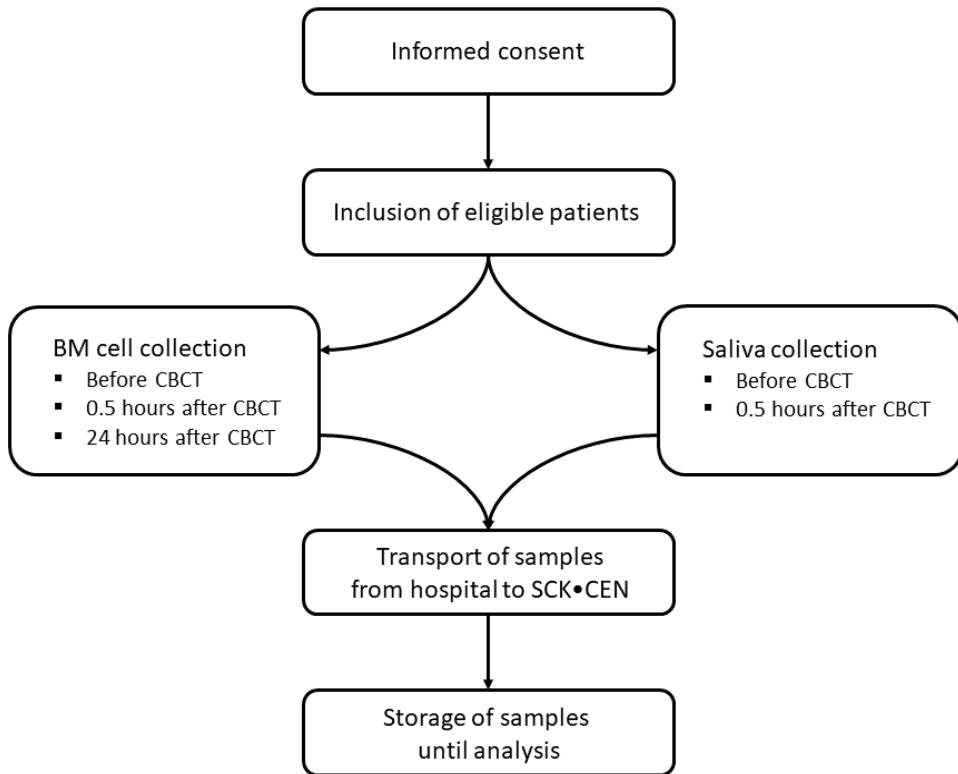 Informed consent
Inclusion of eligible patients
BM cell collection
▪ Before CBCT
▪ 0.5 hours after CBCT
▪ 24 hours after CBCT
Saliva collection
▪ Before CBCT
▪ 0.5 hours after CBCT
Transport of samples
from hospital to SCK•CEN
Storage of samples
until analysis